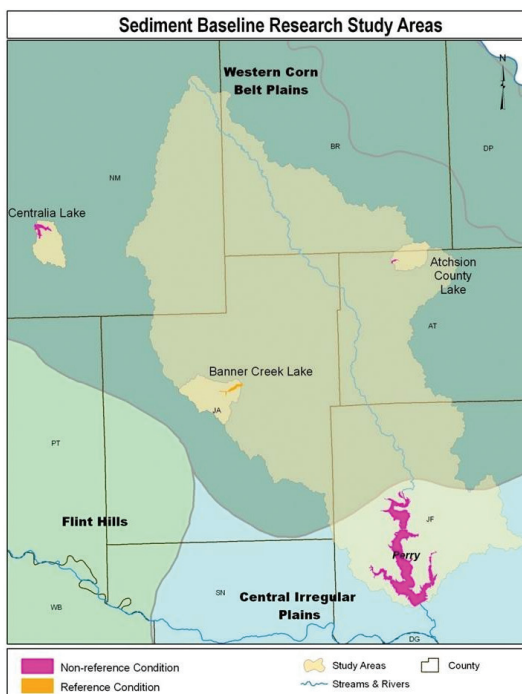 Sediment Baseline Research Study Areas
N
Western Corn
Belt Plains
BR
DP
NM
Centralia Lake
Atchsion
County
Lake
AT
Banner Creek Lake
JA
PT
Flint Hills
JF
Perry
WB
SN
Central Irregular
Plains
DG
Non-reference Condition
Study Areas
County
Reference Condition
Streams & Rivers